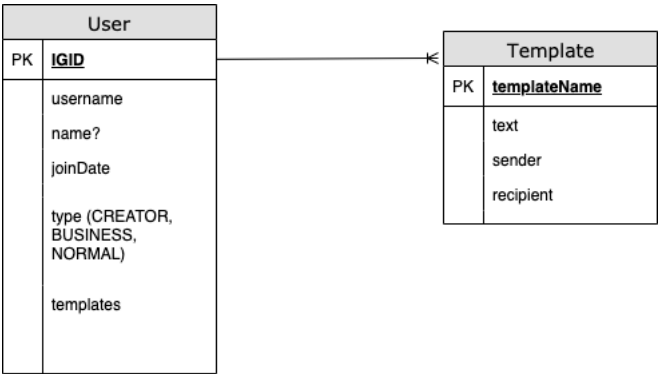 User
PK IGID
username
name?
joinDate
type (CREATOR,
BUSINESS,
NORMAL)
templates
Template
PK templateName
text
sender
recipient